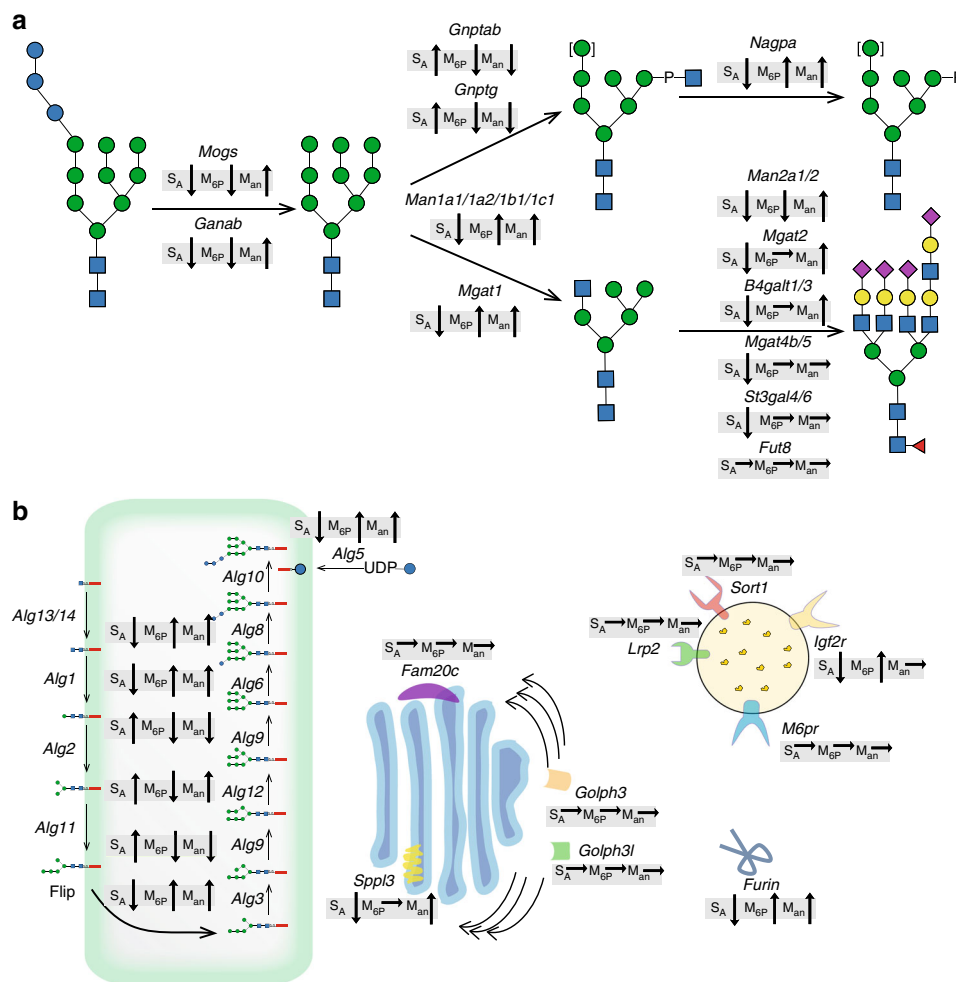 a
Gnptab
SA M6P Man
Gnptg
SA M6P Man
P
Nagpa
SA M6P Man
P
Mogs
SA M6P Man
Ganab
SA M6P Man
Man1a1/1a2/1b1/1c1
SA M6P Man
Mgat1
SA M6P Man
Man2a1/2
SA M6P Man
Mgat2
SA M6P Man
B4galt1/3
SA M6P Man
Mgat4b/5
SA M6P Man
St3gal4/6
SA M6P Man
Fut8
SA M6P Man
b
Alg13/14
Alg1
Alg2
Alg11
Flip
SA M6P Man
SA M6P Man
SA M6P Man
SA M6P Man
SA M6P Man
SA M6P Man
SA M6P Man
Alg5
UDP
Alg10
Alg8
Alg6
Alg9
Alg12
Alg9
Alg3
SA M6P Man
Fam20c
Golph3
SA M6P Man
Golph3l
SA M6P Man
Sppl3
SA M6P Man
SA M6P Man
Sort1
SA M6P Man
Lrp2
Igf2r
SA M6P Man
M6pr
SA M6P Man
Furin
SA M6P Man